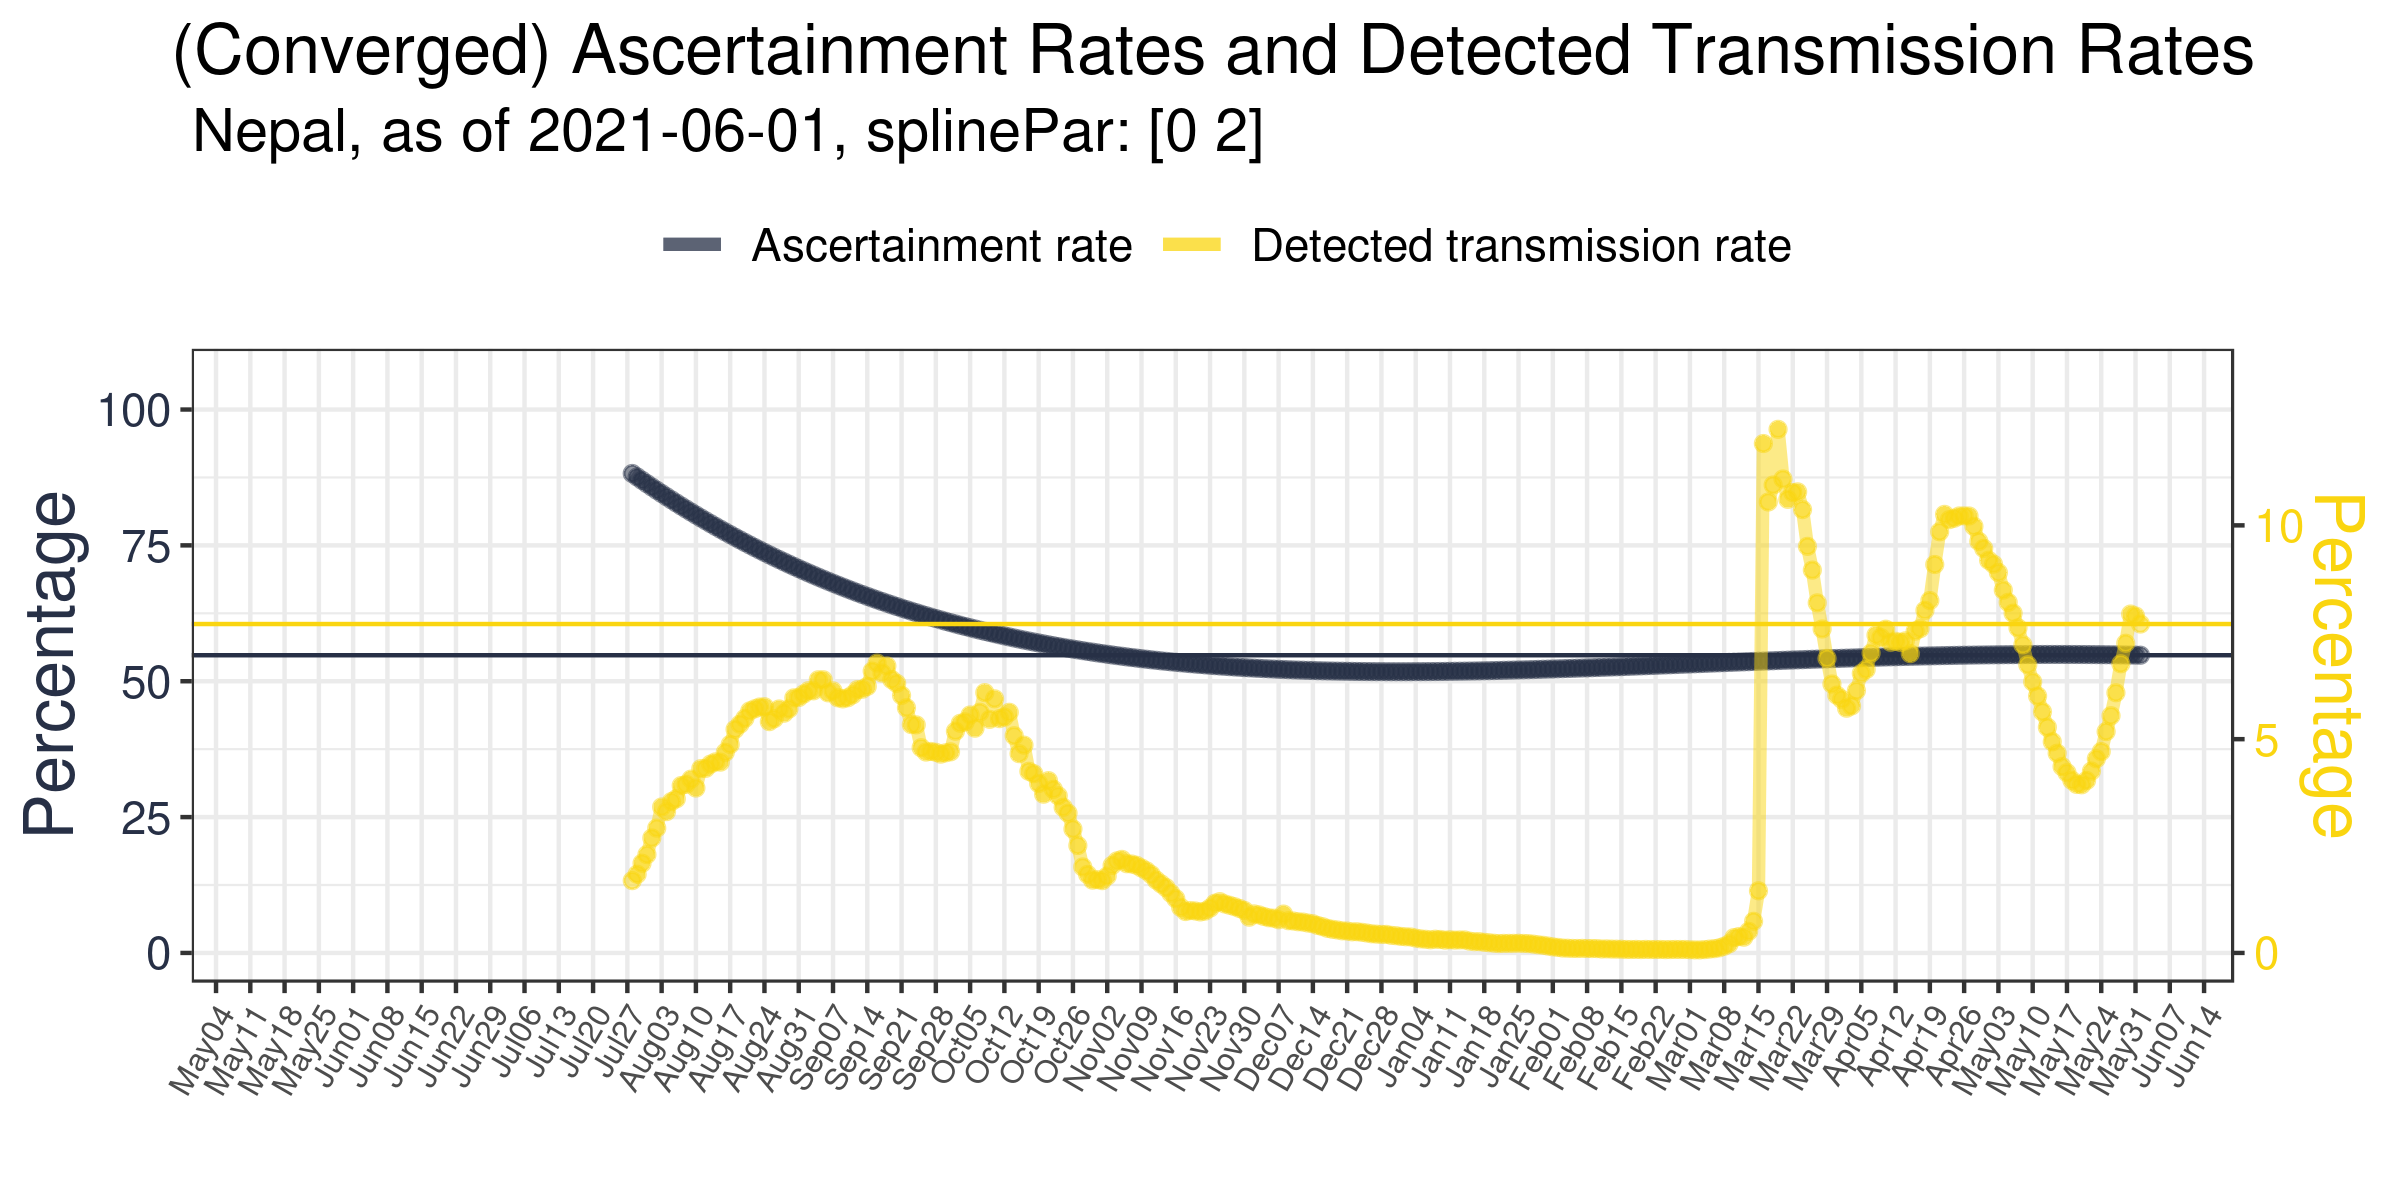 (Converged) Ascertainment Rates and Detected Transmission Rates
Nepal, as of 2021-06-01, splinePar: [0 2]
Ascertainment rate
Detected transmission rate
Percentage
100
75
50
25
0
10
5
0
Percentage
May04
May11
May18
May25
Jun01
Jun08
Jun15
Jun22
Jun29
Jul06
Jul13
Jul20
Jul27
Aug03
Aug10
Aug17
Aug24
Aug31
Sep07
Sep14
Sep21
Sep28
Oct05
Oct12
Oct19
Oct26
Nov02
Nov09
Nov16
Nov23
Nov30
Dec07
Dec14
Dec21
Dec28
Jan04
Jan11
Jan18
Jan25
Feb01
Feb08
Feb15
Feb22
Mar01
Mar08
Mar15
Mar22
Mar29
Apr05
Apr12
Apr19
Apr26
May03
May10
May17
May24
May31
Jun07
Jun14